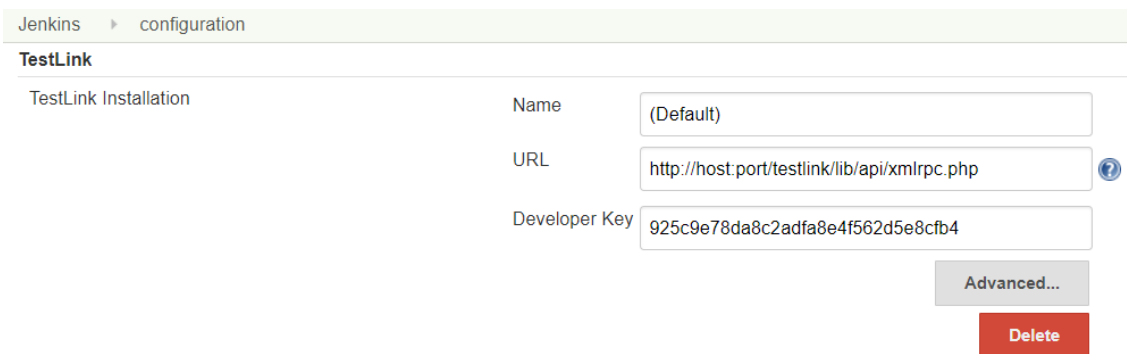 Jenkins configuration
TestLink
TestLink Installation
Name
(Default)
URL
http://host:port/testlink/lib/api/xmlrpc.php
?
Developer Key
925c9e78da8c2adfa8e4f562d5e8cfb4
Advanced...
Delete